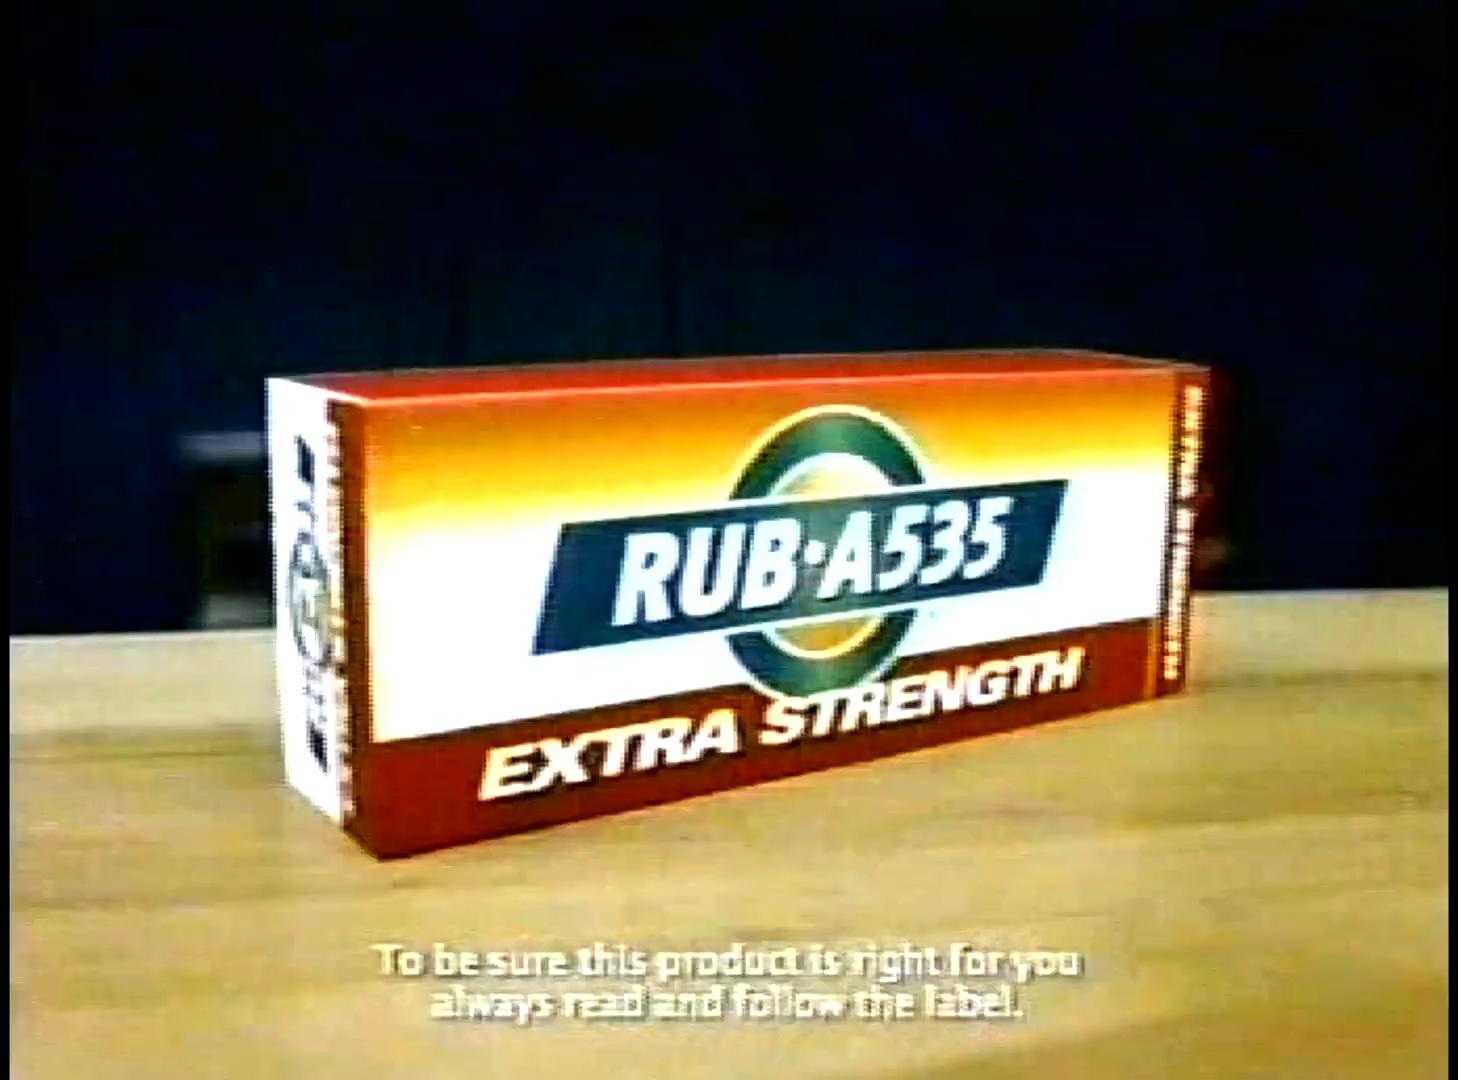 RUB·A535
EXTRA STRENGTH
To be sure this product is right for you
always read and follow the label.